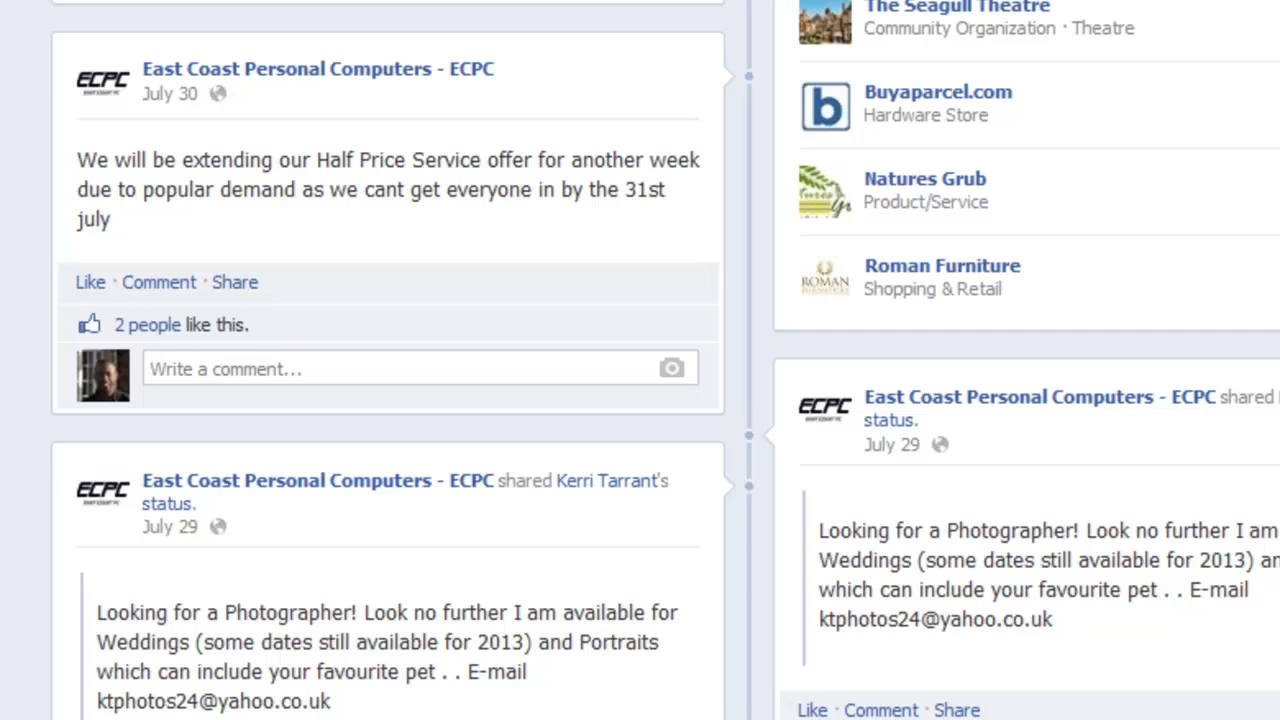 ECPC
East Coast Personal Computers - ECPC
July 30
We will be extending our Half Price Service offer for another week
due to popular demand as we cant get everyone in by the 31st
july
Like · Comment · Share
2 people like this.
Write a comment...
ECPC
East Coast Personal Computers - ECPC shared Kerri Tarrant's
status.
July 29
Looking for a Photographer! Look no further I am available for
Weddings (some dates still available for 2013) and Portraits
which can include your favourite pet . . E-mail
ktphotos24@yahoo.co.uk
The Seagull Theatre
Community Organization · Theatre
b
Buyaparcel.com
Hardware Store
Natures Grub
Product/Service
ROMAN
Roman Furniture
Shopping & Retail
ECPC
East Coast Personal Computers - ECPC shared
status.
July 29
Looking for a Photographer! Look no further I am
Weddings (some dates still available for 2013) an
which can include your favourite pet . . E-mail
ktphotos24@yahoo.co.uk
Like · Comment · Share